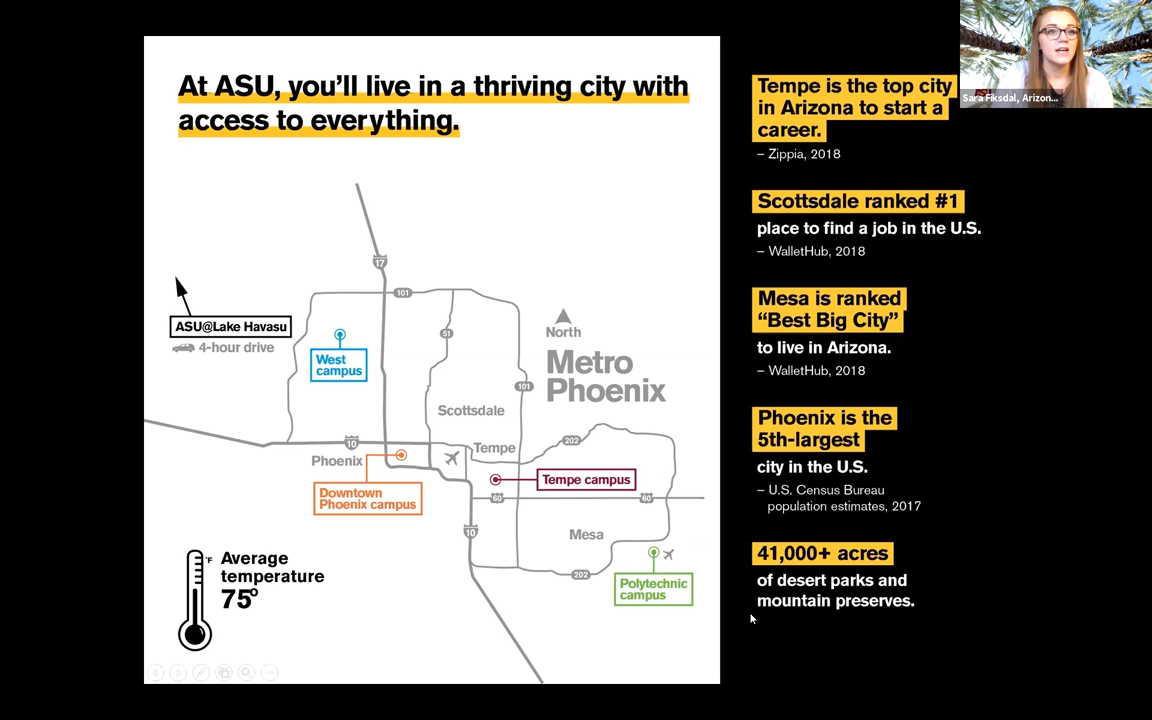 At ASU, you’ll live in a thriving city with
access to everything.
17
101
ASU@Lake Havasu
4-hour drive
West
campus
51
North
Metro
Phoenix
101
Scottsdale
10
Phoenix
Tempe
202
Tempe campus
Downtown
Phoenix campus
60
60
10
Mesa
202
Polytechnic
campus
°F
Average
temperature
75°
Tempe is the top city
in Arizona to start a
career.
– Zippia, 2018
Scottsdale ranked #1
place to find a job in the U.S.
– WalletHub, 2018
Mesa is ranked
“Best Big City”
to live in Arizona.
– WalletHub, 2018
Phoenix is the
5th-largest
city in the U.S.
– U.S. Census Bureau
population estimates, 2017
41,000+ acres
of desert parks and
mountain preserves.
Sara Fiksdal, Arizon...